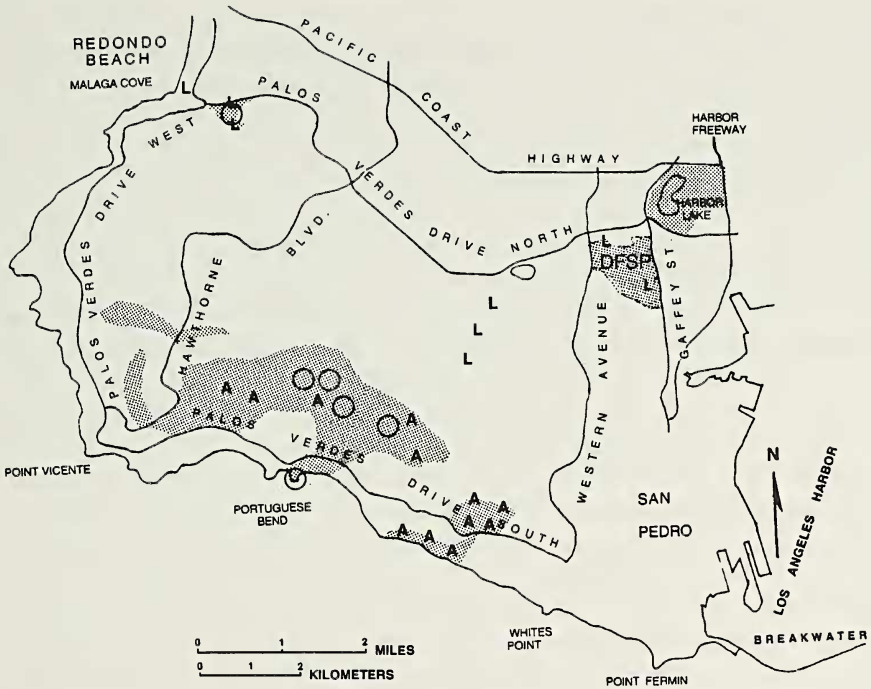 REDONDO
BEACH
MALAGA COVE
L
PACIFIC
COAST
HIGHWAY
HARBOR
FREEWAY
PALOS VERDES DRIVE WEST
L
L
PALOS
VERDES
DRIVE NORTH
HARBOR
LAKE
L
DFSP
L
GAFFEY ST.
HAWTHORNE
BLVD.
L
L
L
WESTERN AVENUE
A
A
A
A
A
PALOS
VERDES
DRIVE
SOUTH
POINT VICENTE
PORTUGUESE
BEND
A
A
A
A
A
A
A
SAN
PEDRO
N
LOS ANGELES HARBOR
WHITES
POINT
BREAKWATER
POINT FERMIN
0 1 2
MILES
0 1 2
KILOMETERS